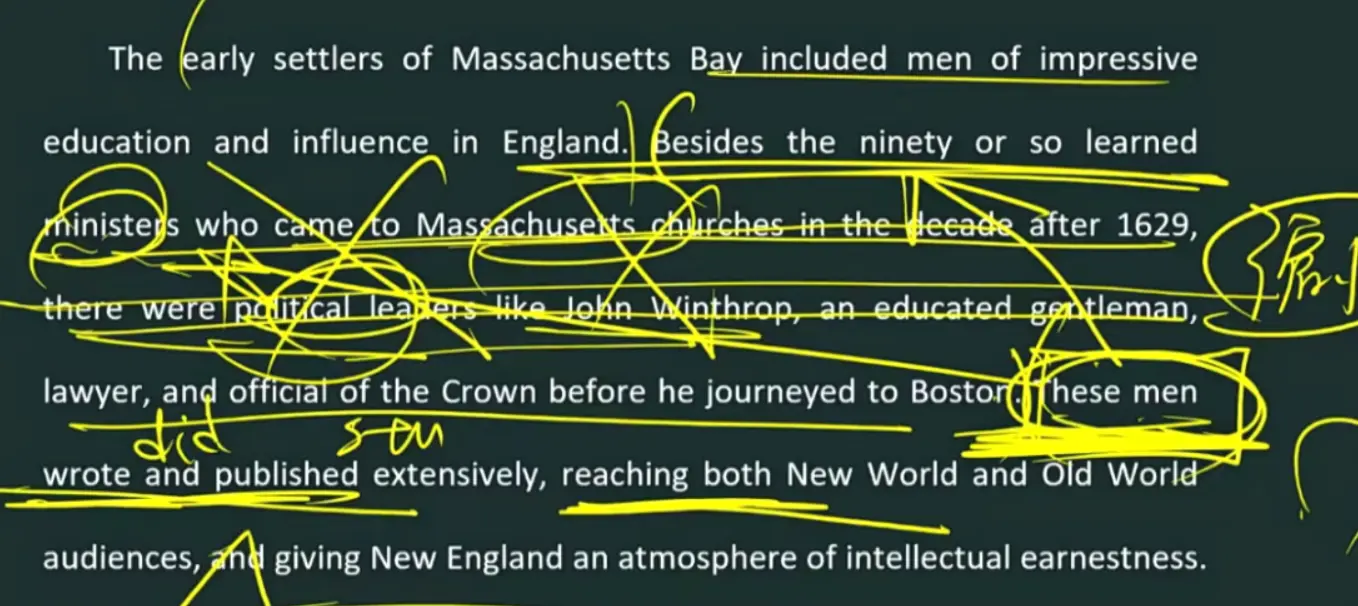 The early settlers of Massachusetts Bay included men of impressive
education and influence in England. Besides the ninety or so learned
ministers who came to Massachusetts churches in the decade after 1629,
there were political leaders like John Winthrop, an educated gentleman,
lawyer, and official of the Crown before he journeyed to Boston. These men
did
wrote and published extensively, reaching both New World and Old World
audiences, and giving New England an atmosphere of intellectual earnestness.